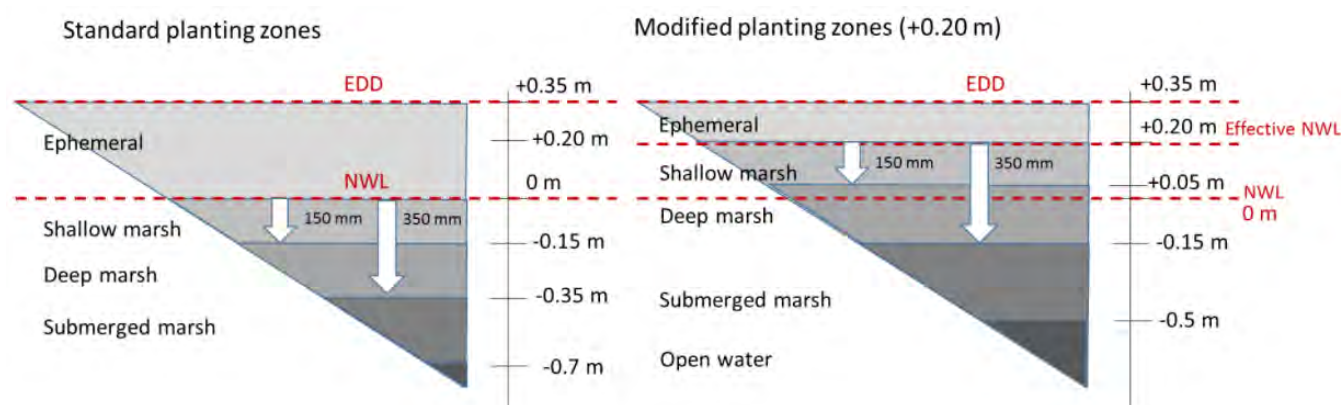 Standard planting zones
EDD
+0.35 m
Ephemeral
+0.20 m
NWL
0 m
150 mm
350 mm
Shallow marsh
-0.15 m
Deep marsh
-0.35 m
Submerged marsh
-0.7 m
Modified planting zones (+0.20 m)
EDD
+0.35 m
Ephemeral
+0.20 m
Effective NWL
150 mm
350 mm
Shallow marsh
+0.05 m
NWL
0 m
Deep marsh
-0.15 m
Submerged marsh
-0.5 m
Open water